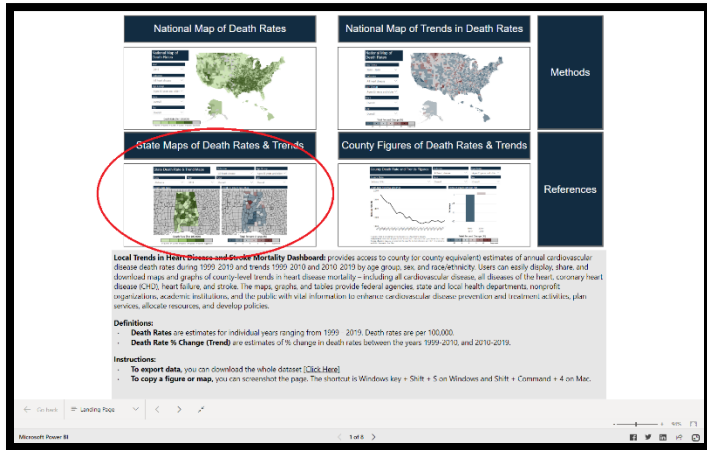 National Map of Death Rates
National Map of Trends in Death Rates
Methods
State Maps of Death Rates & Trends
County Figures of Death Rates & Trends
References
Local Trends in Heart Disease and Stroke Mortality Dashboard: provides access to county (or county equivalent) estimates of annual cardiovascular
disease death rates during 1999-2019 and trends 1999-2010 and 2010-2019 by age group, sex, and race/ethnicity. Users can easily display, share, and
download maps and graphs of county-level trends in heart disease mortality – including all cardiovascular disease, all diseases of the heart, coronary heart
disease (CHD), heart failure, and stroke. The maps, graphs, and tables provide federal agencies, state and local health departments, nonprofit
organizations, academic institutions, and the public with vital information to enhance cardiovascular disease prevention and treatment activities, plan
services, allocate resources, and develop policies.
Definitions:
· Death Rates are estimates for individual years ranging from 1999 - 2019. Death rates are per 100,000.
· Death Rate % Change (Trend) are estimates of % change in death rates between the years 1999-2010, and 2010-2019.
Instructions:
· To export data, you can download the whole dataset [Click Here]
· To copy a figure or map, you can screenshot the page. The shortcut is Windows key + Shift + S on Windows and Shift + Command + 4 on Mac.
Go back
Landing Page
Microsoft Power BI
1 of 8